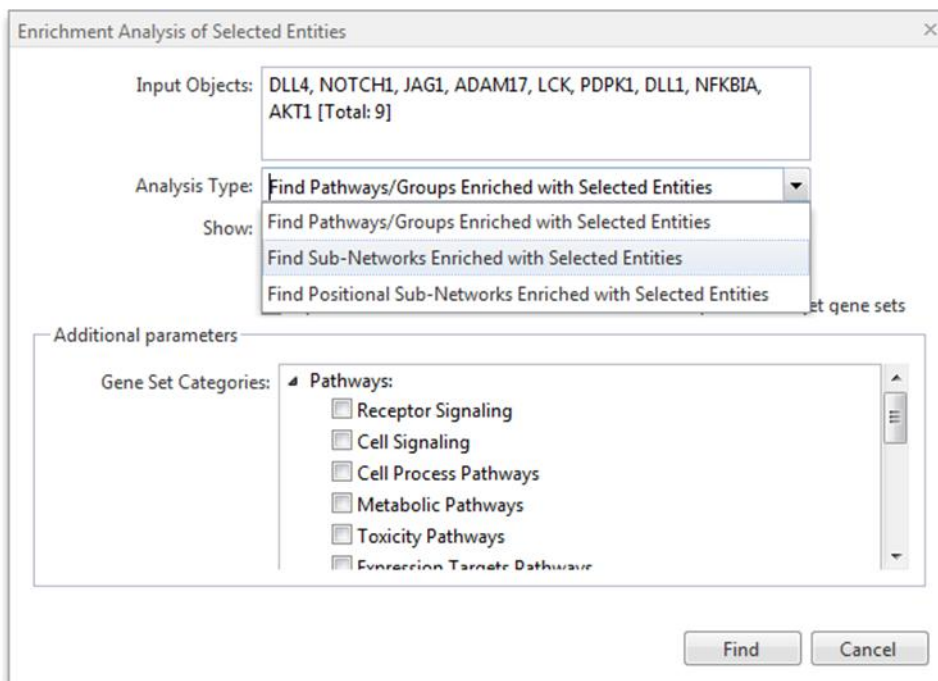 Enrichment Analysis of Selected Entities
Input Objects: DLL4, NOTCH1, JAG1, ADAM17, LCK, PDPK1, DLL1, NFKBIA,
AKT1 [Total: 9]
Analysis Type: Find Pathways/Groups Enriched with Selected Entities
Show: Find Pathways/Groups Enriched with Selected Entities
Find Sub-Networks Enriched with Selected Entities
Find Positional Sub-Networks Enriched with Selected Entities
gene sets
Additional parameters
Gene Set Categories: Pathways:
Receptor Signaling
Cell Signaling
Cell Process Pathways
Metabolic Pathways
Toxicity Pathways
Expression Targets Pathways
Find Cancel